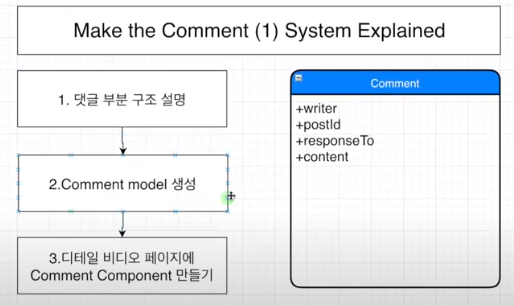 Make the Comment (1) System Explained
1. 댓글 부분 구조 설명
2.Comment model 생성
3.디테일 비디오 페이지에
Comment Component 만들기
Comment
+writer
+postId
+responseTo
+content